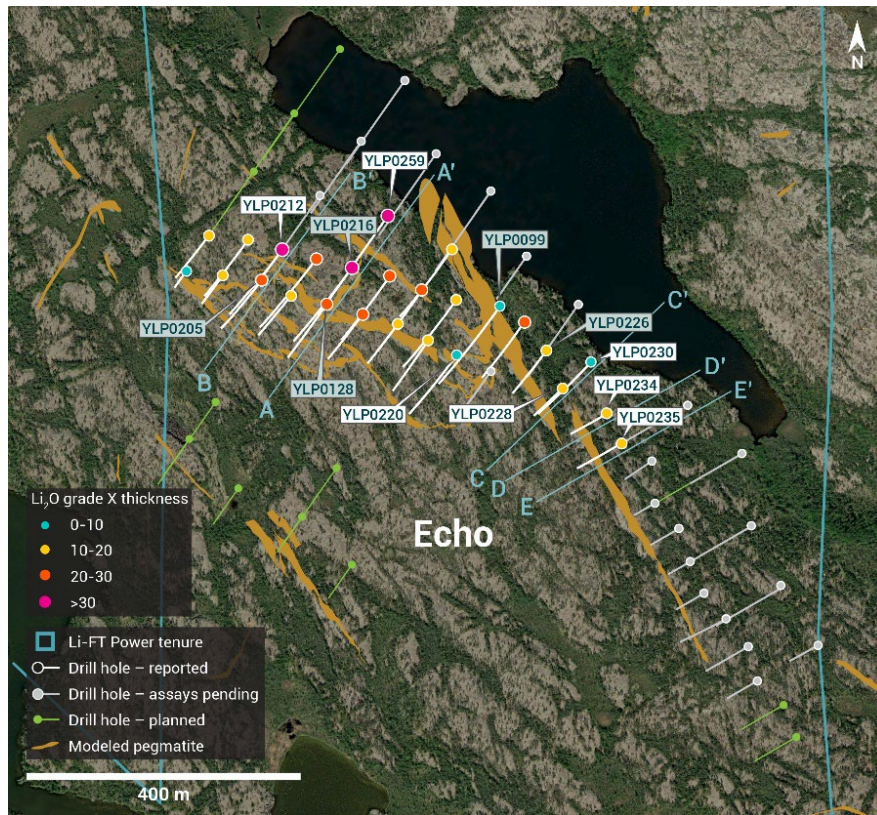 N
YLP0259
B'
A'
YLP0212
YLP0216
YLP0099
YLP0205
C'
YLP0226
YLP0230
B
YLP0128
D'
A
YLP0220
YLP0228
YLP0234
E'
YLP0235
C
D
E
Echo
Li₂O grade X thickness
0-10
10-20
20-30
>30
Li-FT Power tenure
Drill hole – reported
Drill hole – assays pending
Drill hole – planned
Modeled pegmatite
400 m